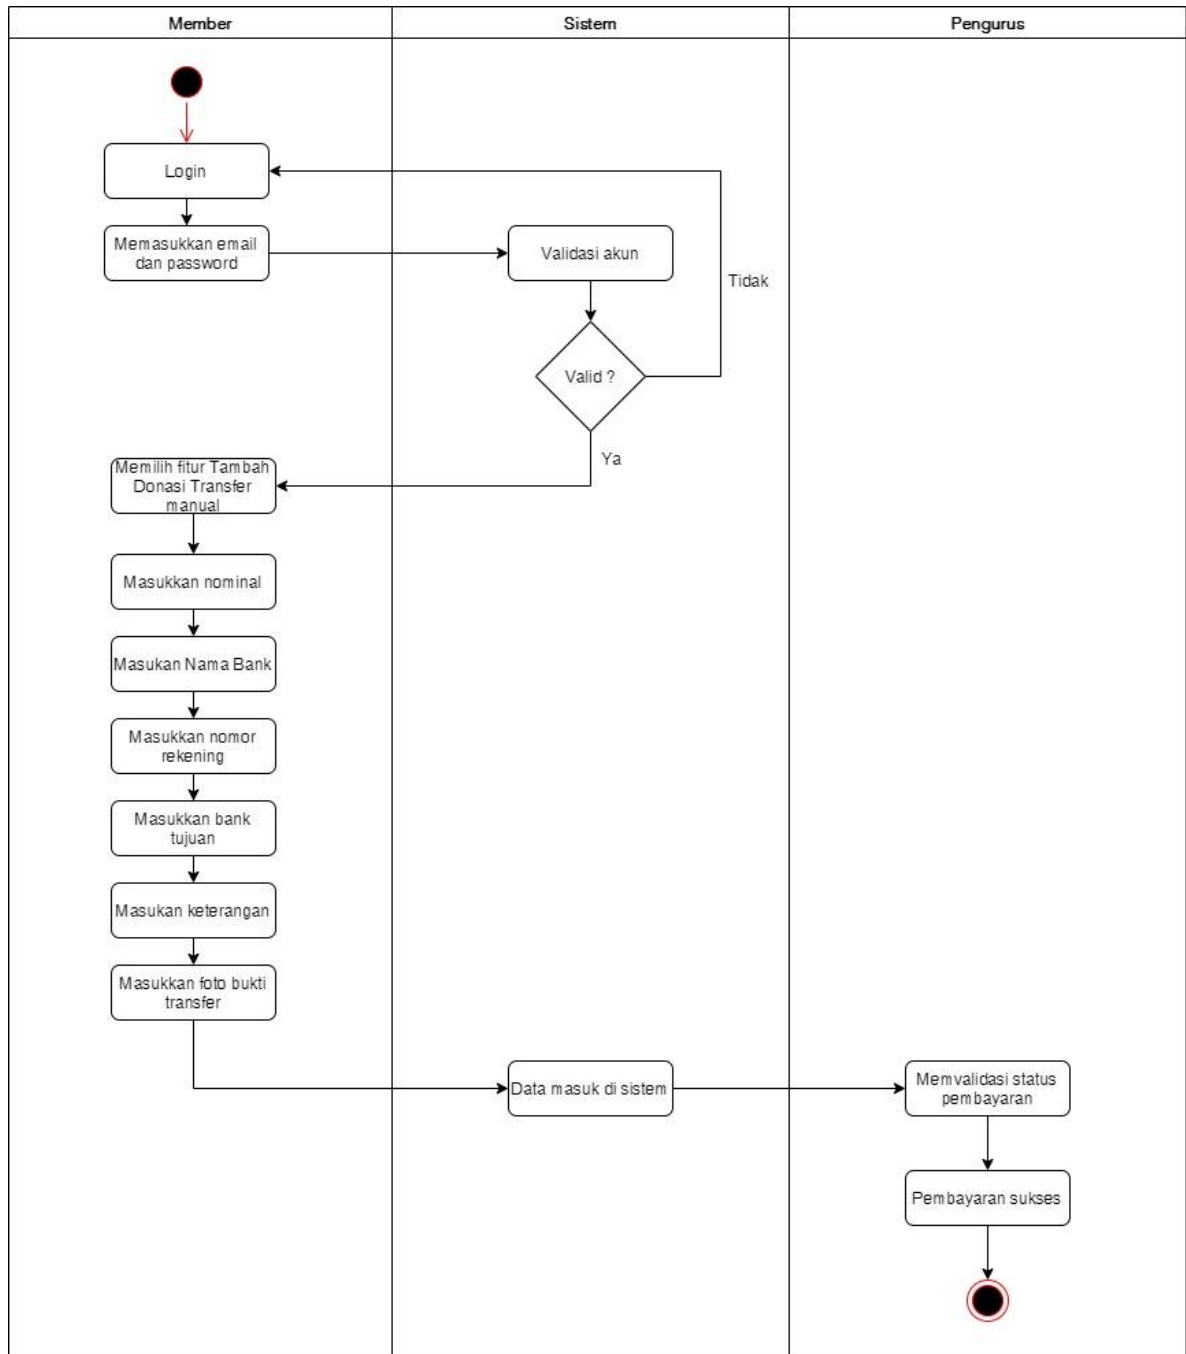 Member
Sistem
Pengurus
Login
Memasukkan email
dan password
Validasi akun
Tidak
Valid ?
Ya
Memilih fitur Tambah
Donasi Transfer
manual
Masukkan nominal
Masukan Nama Bank
Masukkan nomor
rekening
Masukkan bank
tujuan
Masukan keterangan
Masukkan foto bukti
transfer
Data masuk di sistem
Memvalidasi status
pembayaran
Pembayaran sukses